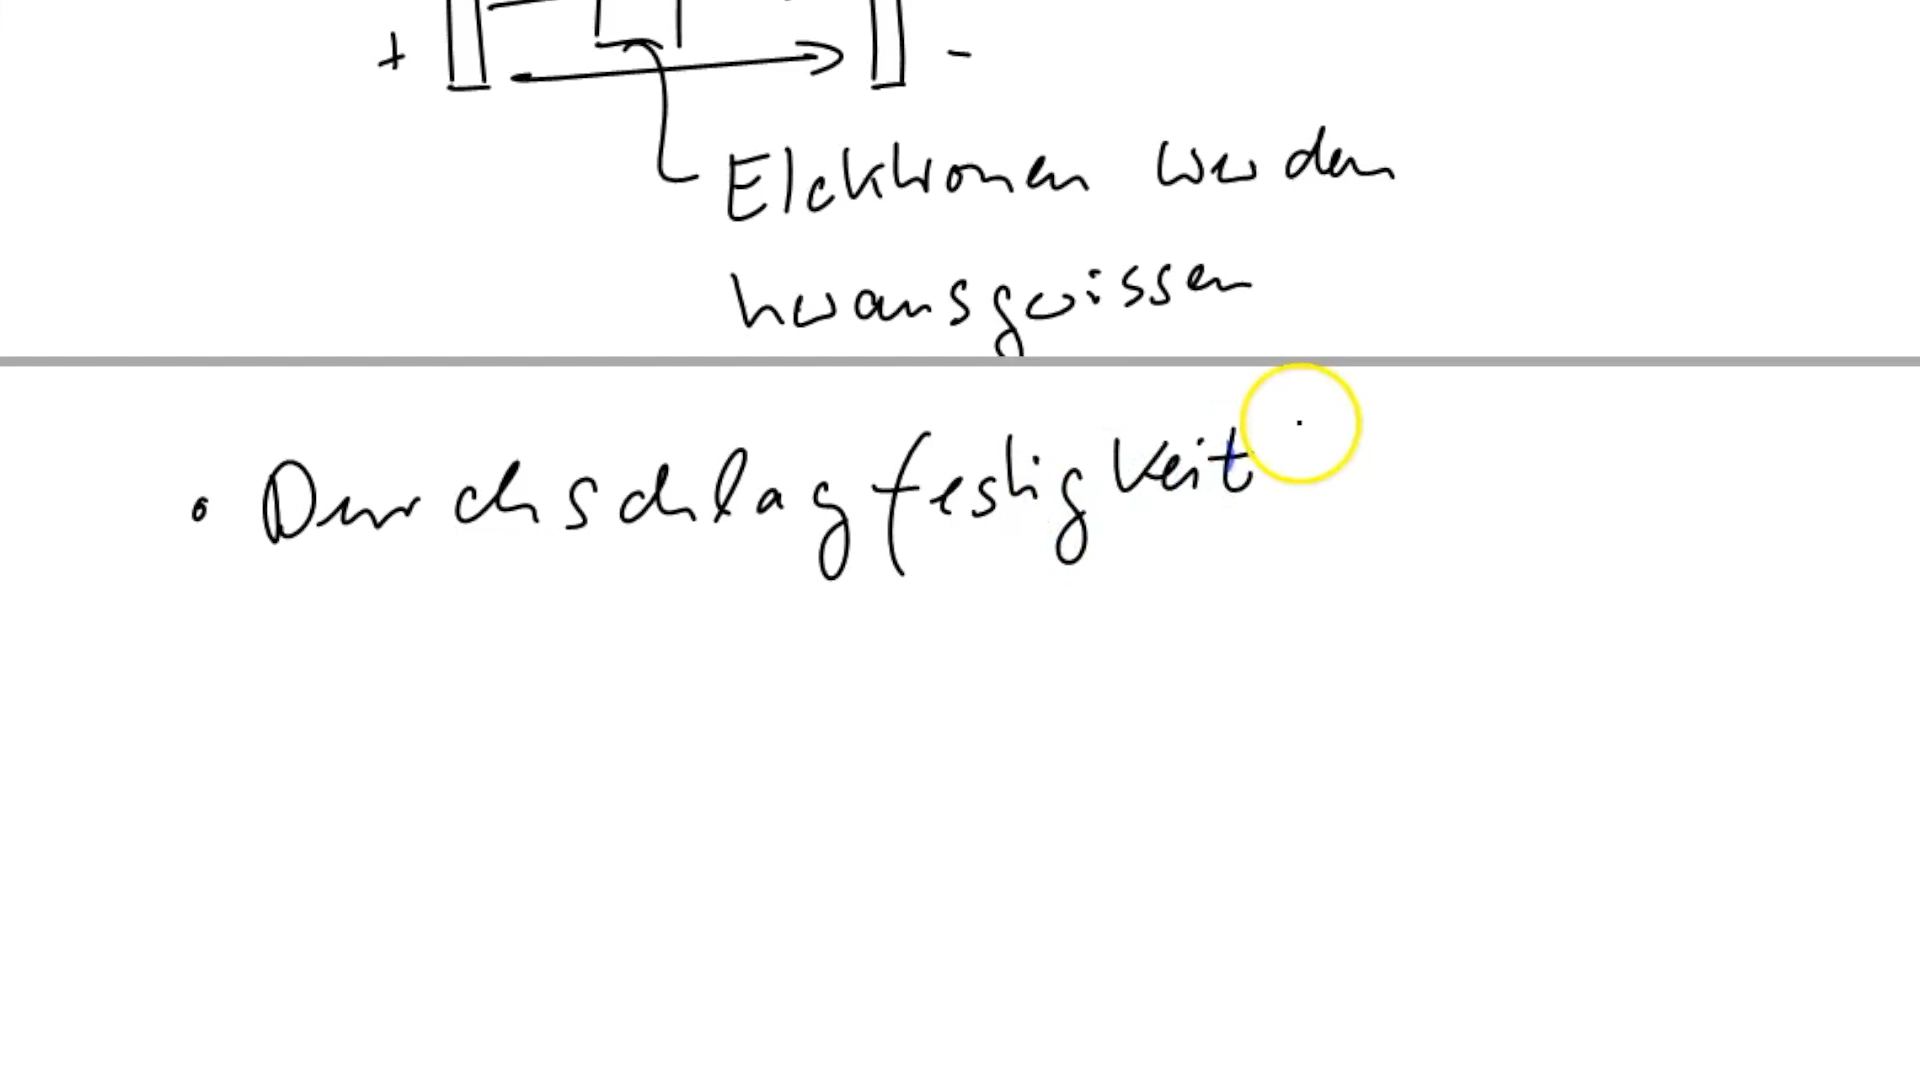 + -
Elektronen werden
herausgerissen
• Durchschlagfestigkeit